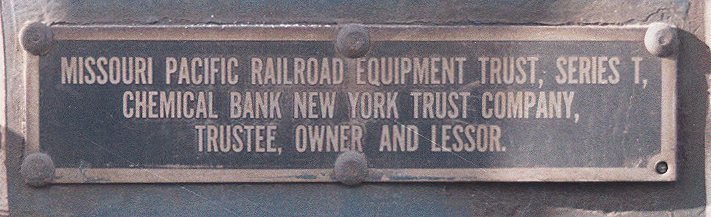 MISSOURI PACIFIC RAILROAD EQUIPMENT TRUST, SERIES T,
CHEMICAL BANK NEW YORK TRUST COMPANY,
TRUSTEE, OWNER AND LESSOR.